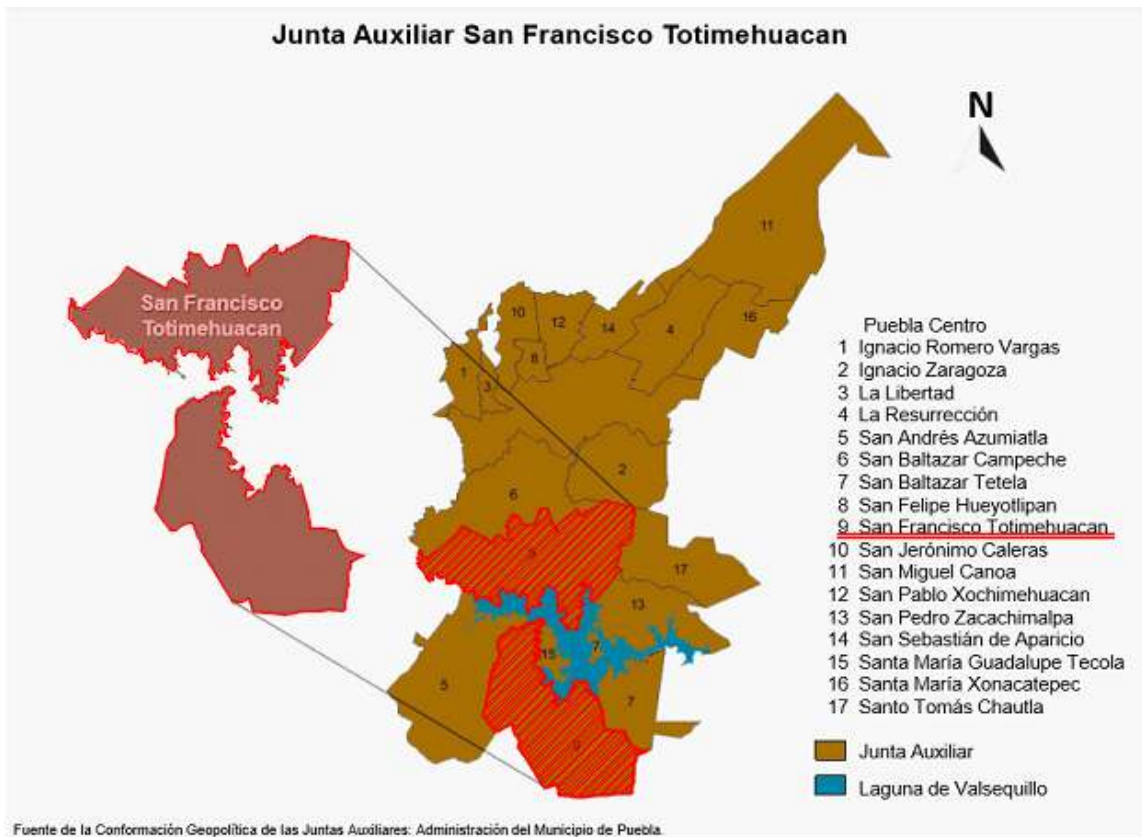 Junta Auxiliar San Francisco Totimehuacan
N
11
10
12
14
4
16
8
1
3
San Francisco
Totimehuacan
2
6
9
17
13
15
7
5
7
9
Puebla Centro
1 Ignacio Romero Vargas
2 Ignacio Zaragoza
3 La Libertad
4 La Resurrección
5 San Andrés Azumiatla
6 San Baltazar Campeche
7 San Baltazar Tetela
8 San Felipe Hueyotlipan
9 San Francisco Totimehuacan
10 San Jerónimo Caleras
11 San Miguel Canoa
12 San Pablo Xochimehuacan
13 San Pedro Zacachimalpa
14 San Sebastián de Aparicio
15 Santa María Guadalupe Tecola
16 Santa María Xonacatepec
17 Santo Tomás Chautla
Junta Auxiliar
Laguna de Valsequillo
Fuente de la Conformación Geopolítica de las Juntas Auxiliares: Administración del Municipio de Puebla.